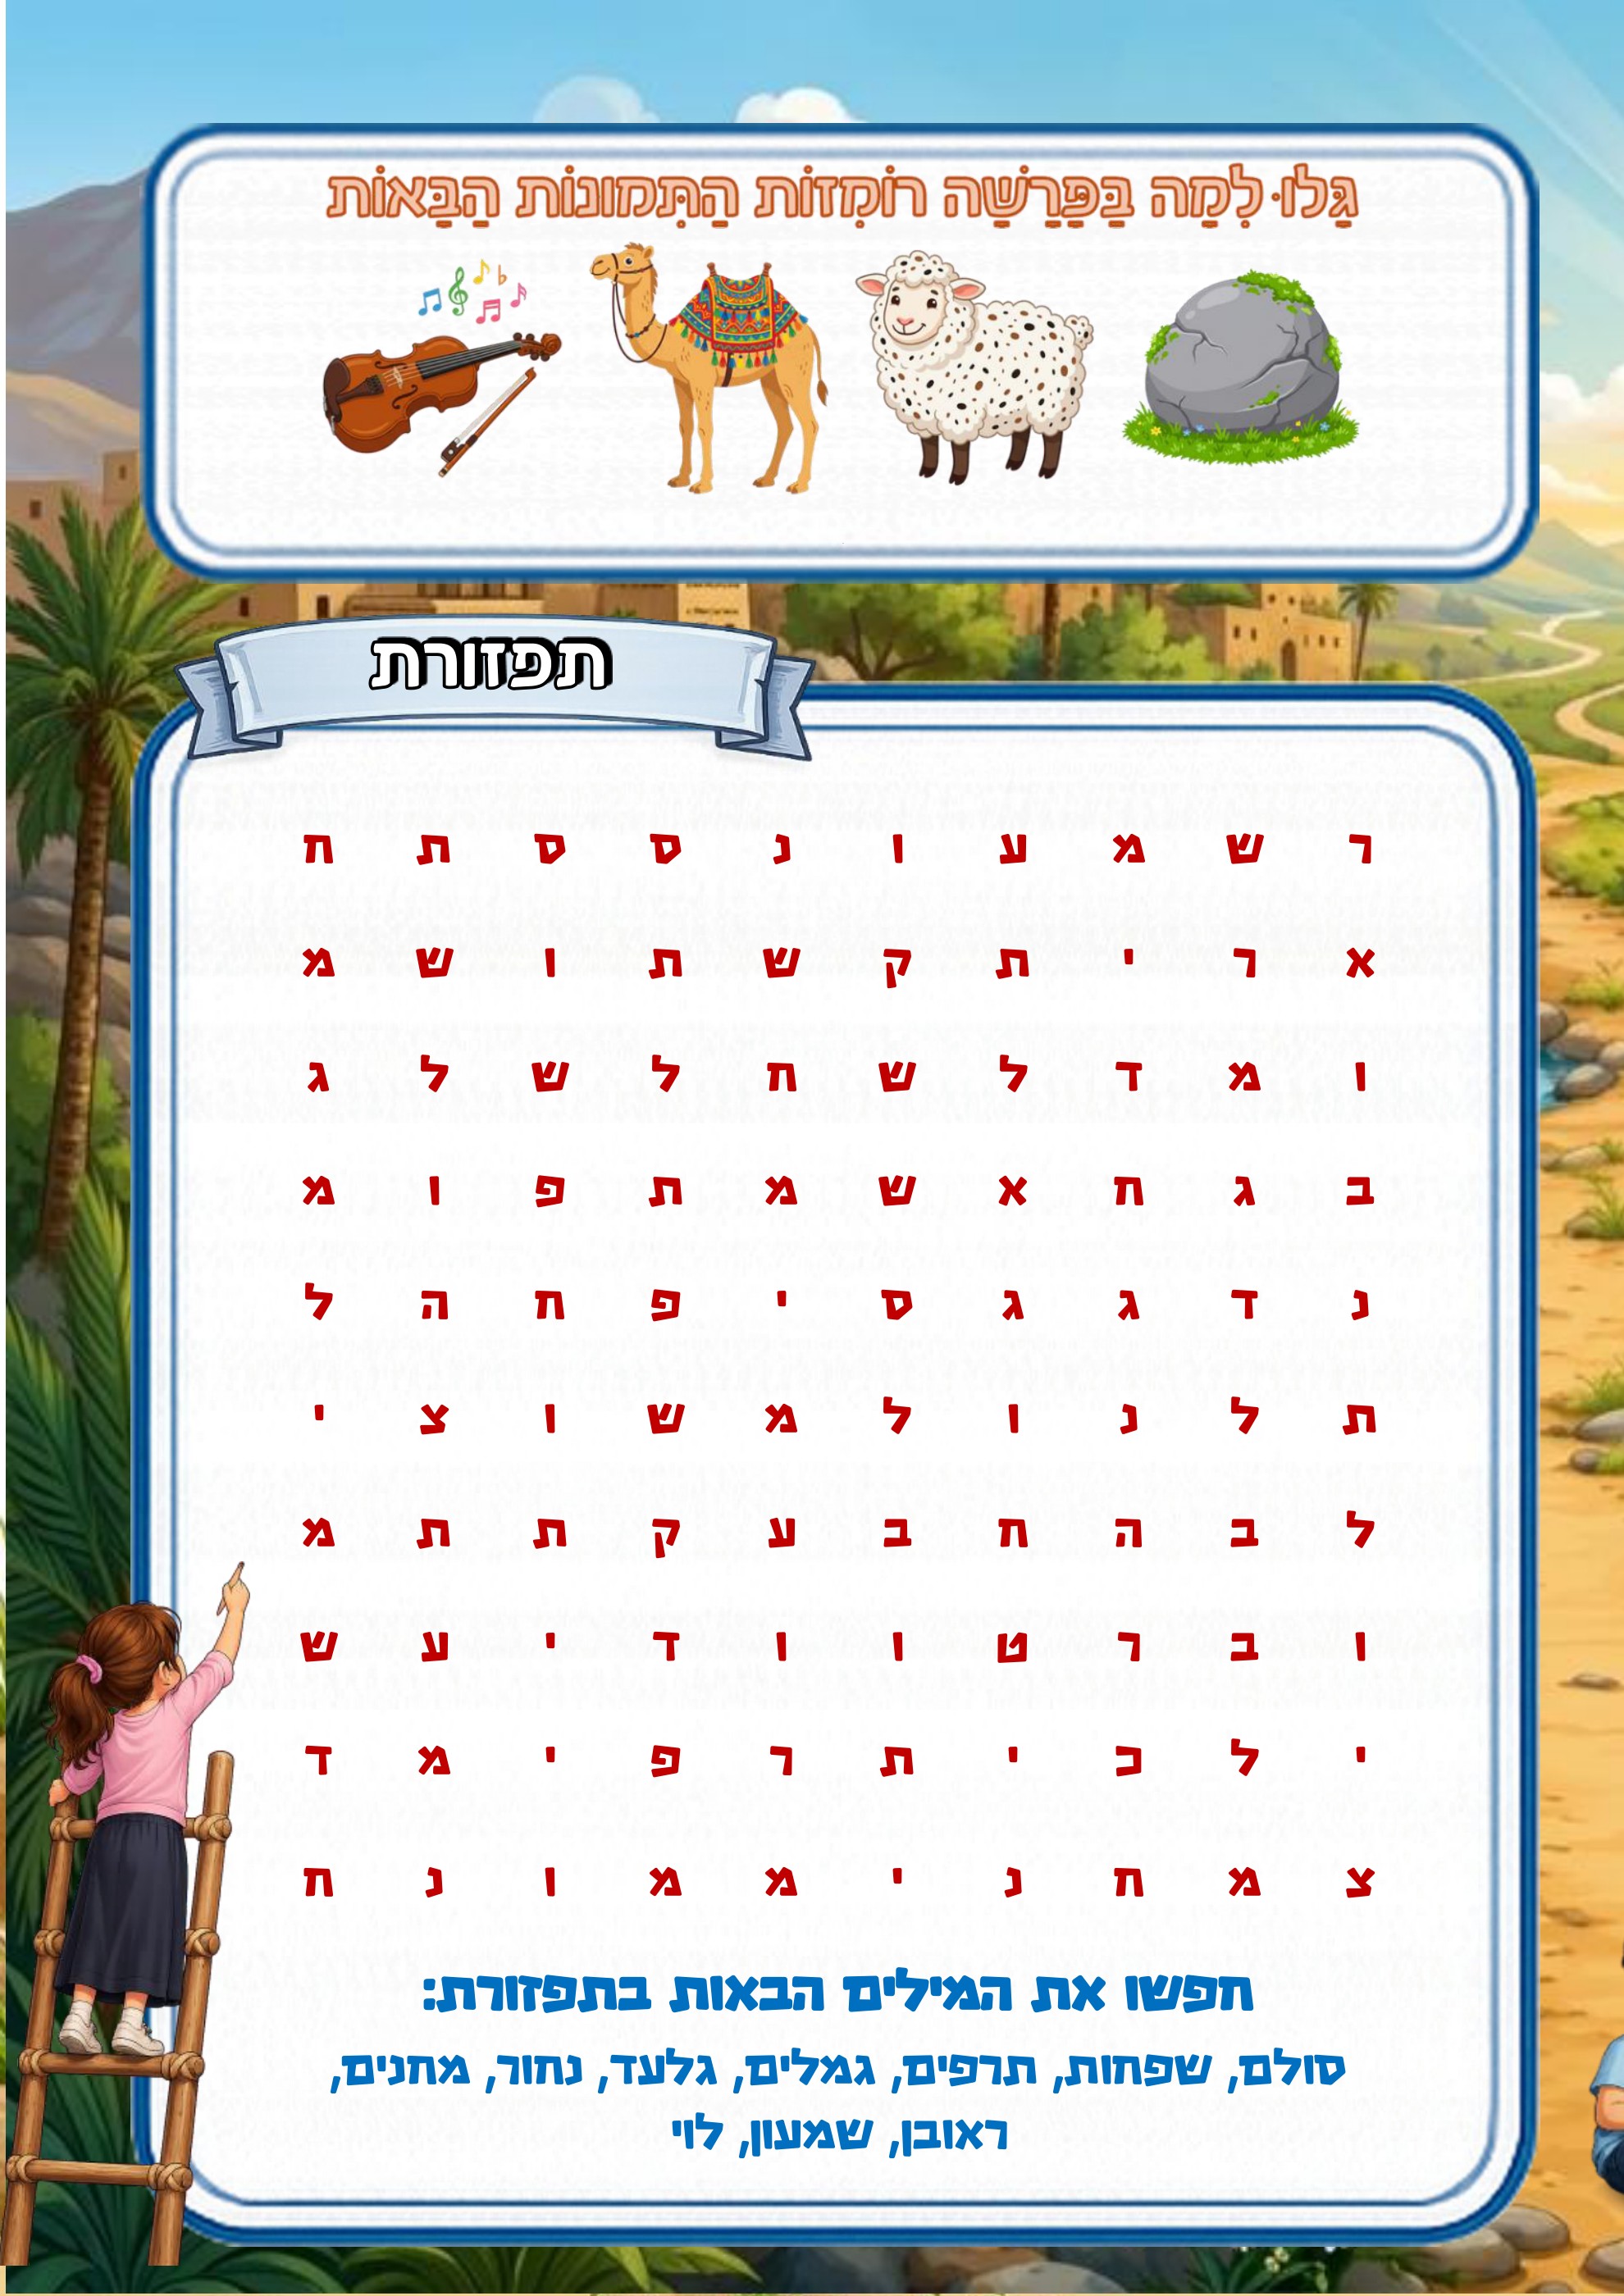 גַּלוּ לְמַה בַּפָּרָשָׁה רוֹמְזוֹת הַתְּמוּנוֹת הַבָּאוֹת
תפזורת
ר ש מ ע ו נ ס ס ת ח
א ר י ת ק ש ת ו ש מ
ו מ ד ל ש ח ל ש ל ג
ב ג ח א ש מ ת פ ו מ
נ ד ג ג ס י פ ח ה ל
ת ל נ ו ל מ ש ו צ י
ל ב ה ח ב ע ק ת ת מ
ו ב ר ט ו ו ד י ע ש
י ל כ י ת ר פ י מ ד
צ מ ח נ י מ מ ו נ ח
חפשו את המילים הבאות בתפזורת:
סולם, שפחות, תרפים, גמלים, גלעד, נחור, מחנים,
ראובן, שמעון, לוי